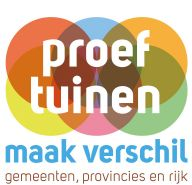 proef
tuinen
maak verschil
gemeenten, provincies en rijk